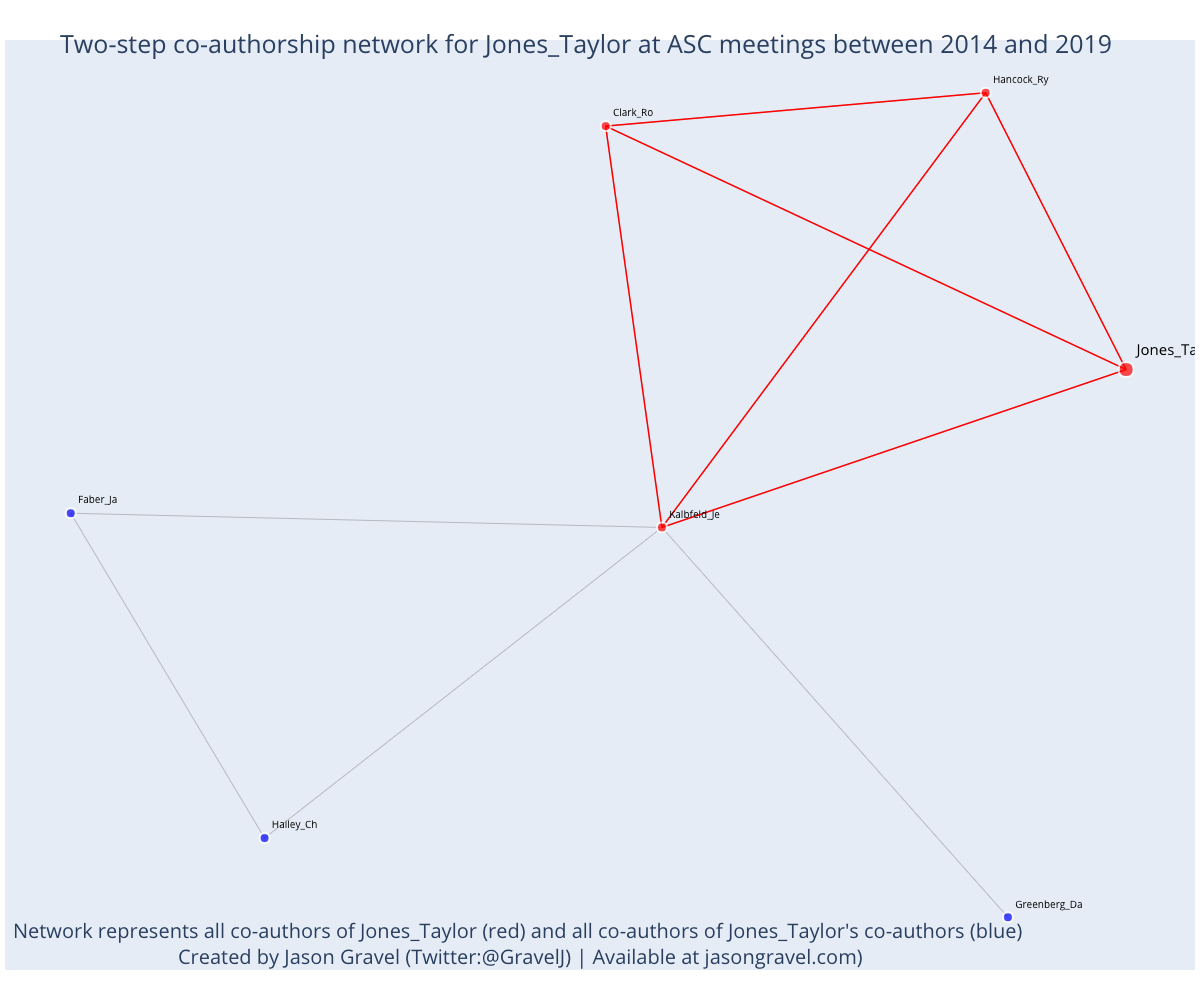 Two-step co-authorship network for Jones_Taylor at ASC meetings between 2014 and 2019
Hancock_Ry
Clark_Ro
Jones_Ta
Faber_Ja
Kalbfeld_Je
Hailey_Ch
Greenberg_Da
Network represents all co-authors of Jones_Taylor (red) and all co-authors of Jones_Taylor's co-authors (blue)
Created by Jason Gravel (Twitter:@GravelJ) | Available at jasongravel.com)